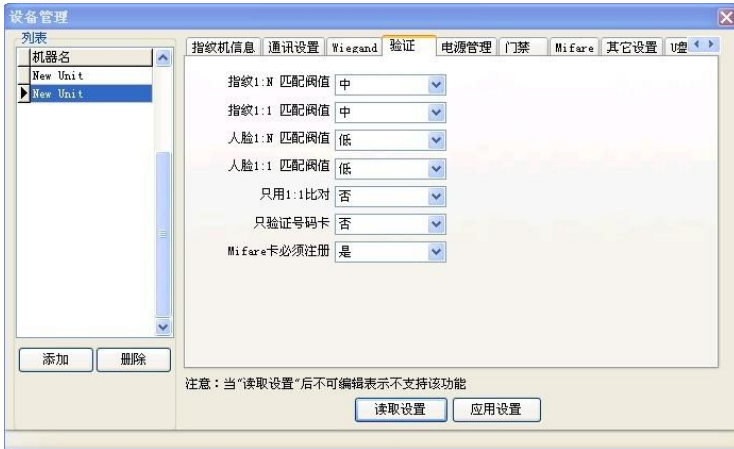 设备管理
列表
机器名
New Unit
New Unit
添加 删除
指纹机信息 通讯设置 Wiegand 验证 电源管理 门禁 Mifare 其它设置 U盘
指纹1:N 匹配阀值 中
指纹1:1 匹配阀值 中
人脸1:N 匹配阀值 低
人脸1:1 匹配阀值 低
只用1:1比对 否
只验证号码卡 否
Mifare卡必须注册 是
注意：当"读取设置"后不可编辑表示不支持该功能
读取设置 应用设置